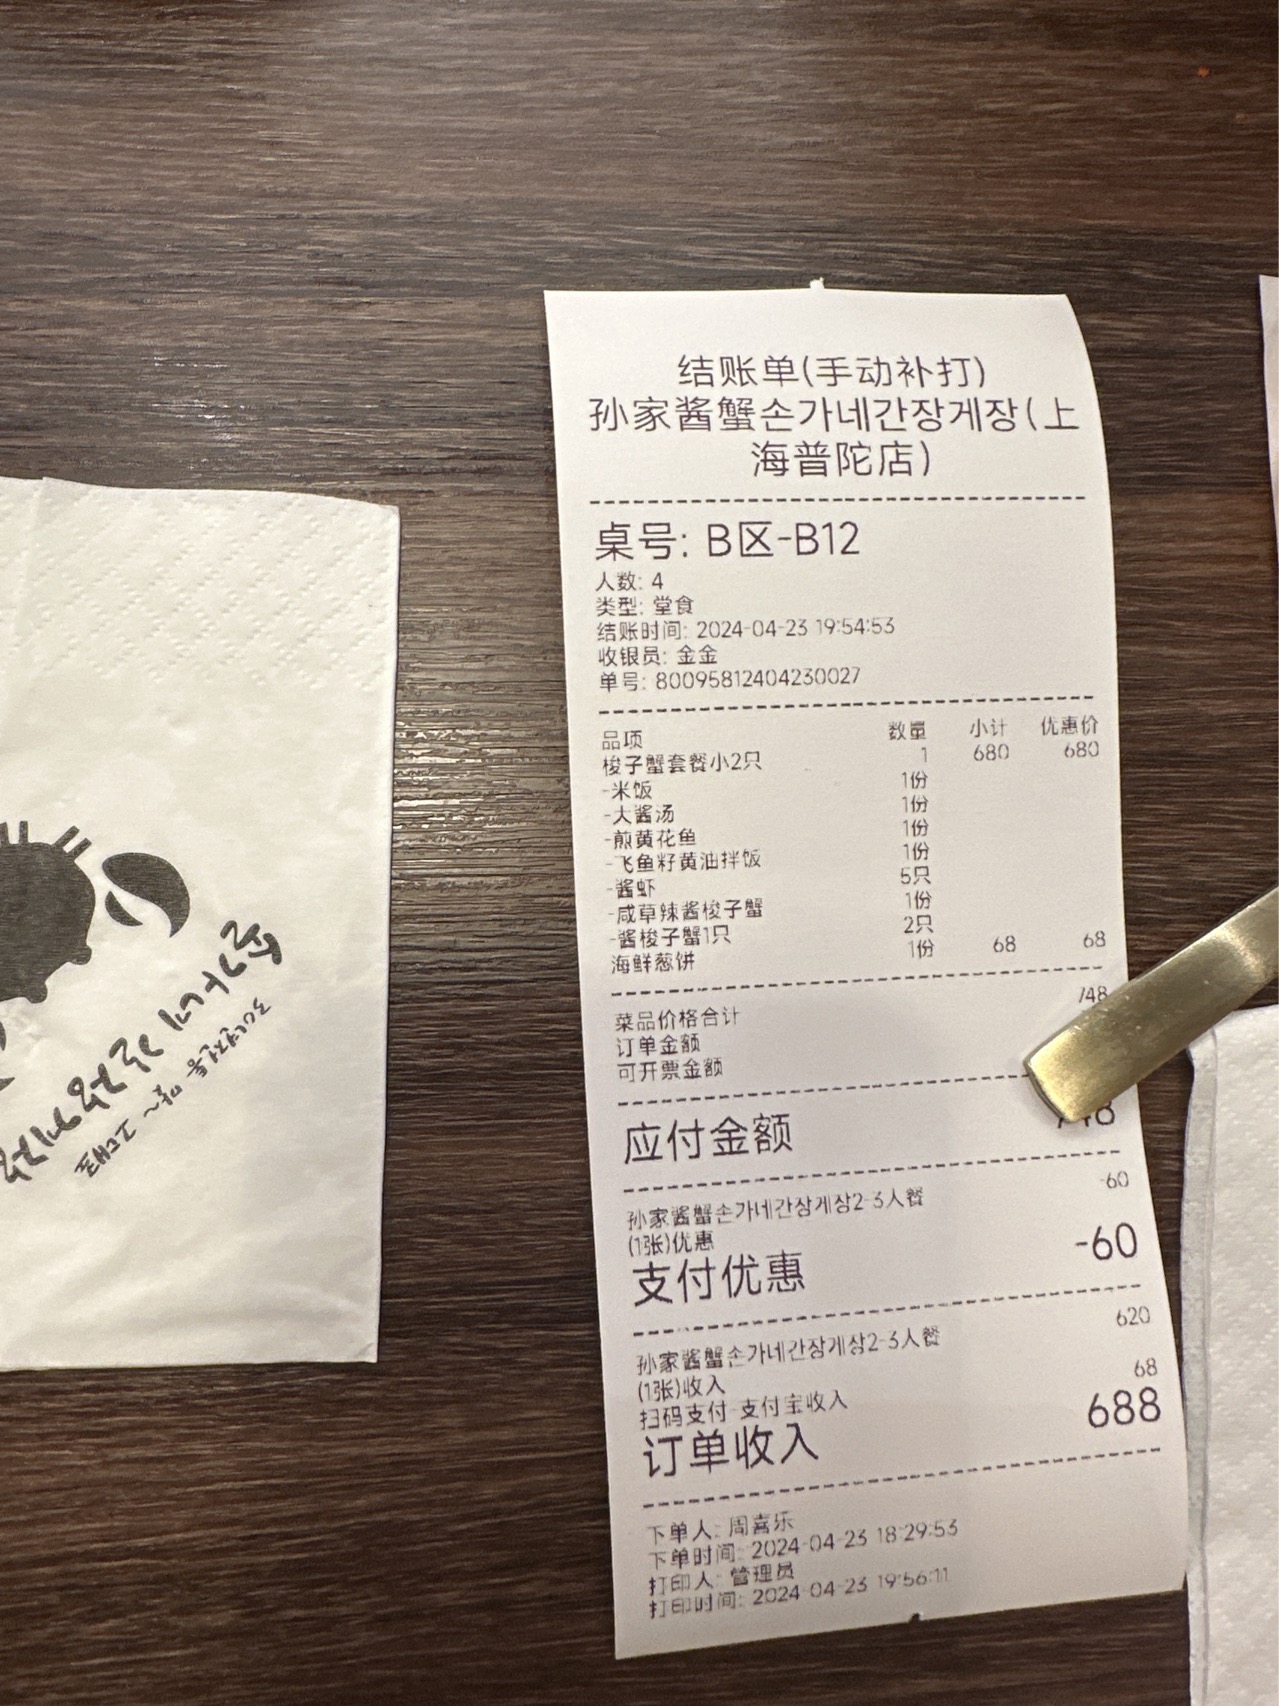 结账单(手动补打)
孙家酱蟹손가네간장게장(上
海普陀店)
桌号: B区-B12
人数: 4
类型: 堂食
结账时间: 2024-04-23 19:54:53
收银员: 金金
单号: 80095812404230027
品项 数量 小计 优惠价
梭子蟹套餐小2只 1 680 680
-米饭 1份
-大酱汤 1份
-煎黄花鱼 1份
-飞鱼籽黄油拌饭 1份
-酱虾 5只
-咸草辣酱梭子蟹 1份
-酱梭子蟹1只 2只
海鲜葱饼 1份 68 68
菜品价格合计 748
订单金额
可开票金额
应付金额
孙家酱蟹손가네간장게장2-3人餐 -60
(1张)优惠
支付优惠 -60
孙家酱蟹손가네간장게장2-3人餐 620
(1张)收入
扫码支付-支付宝收入 68
订单收入 688
下单人: 周喜乐
下单时间: 2024-04-23 18:29:53
打印人: 管理员
打印时间: 2024-04-23 19:56:11